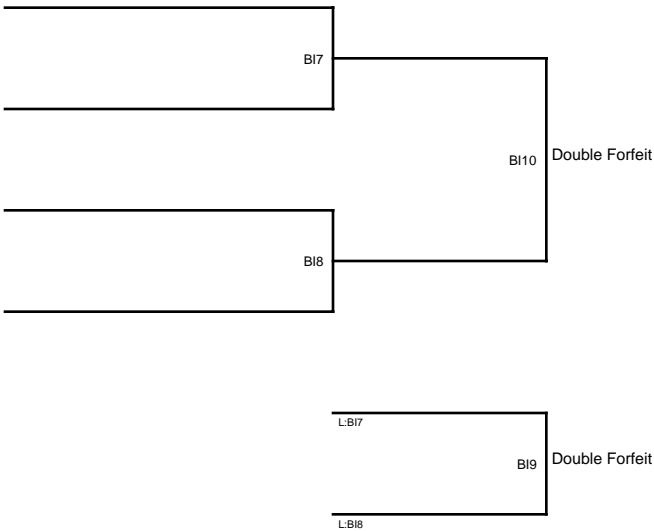 BI7
BI10
Double Forfeit
BI8
L:BI7
BI9
Double Forfeit
L:BI8